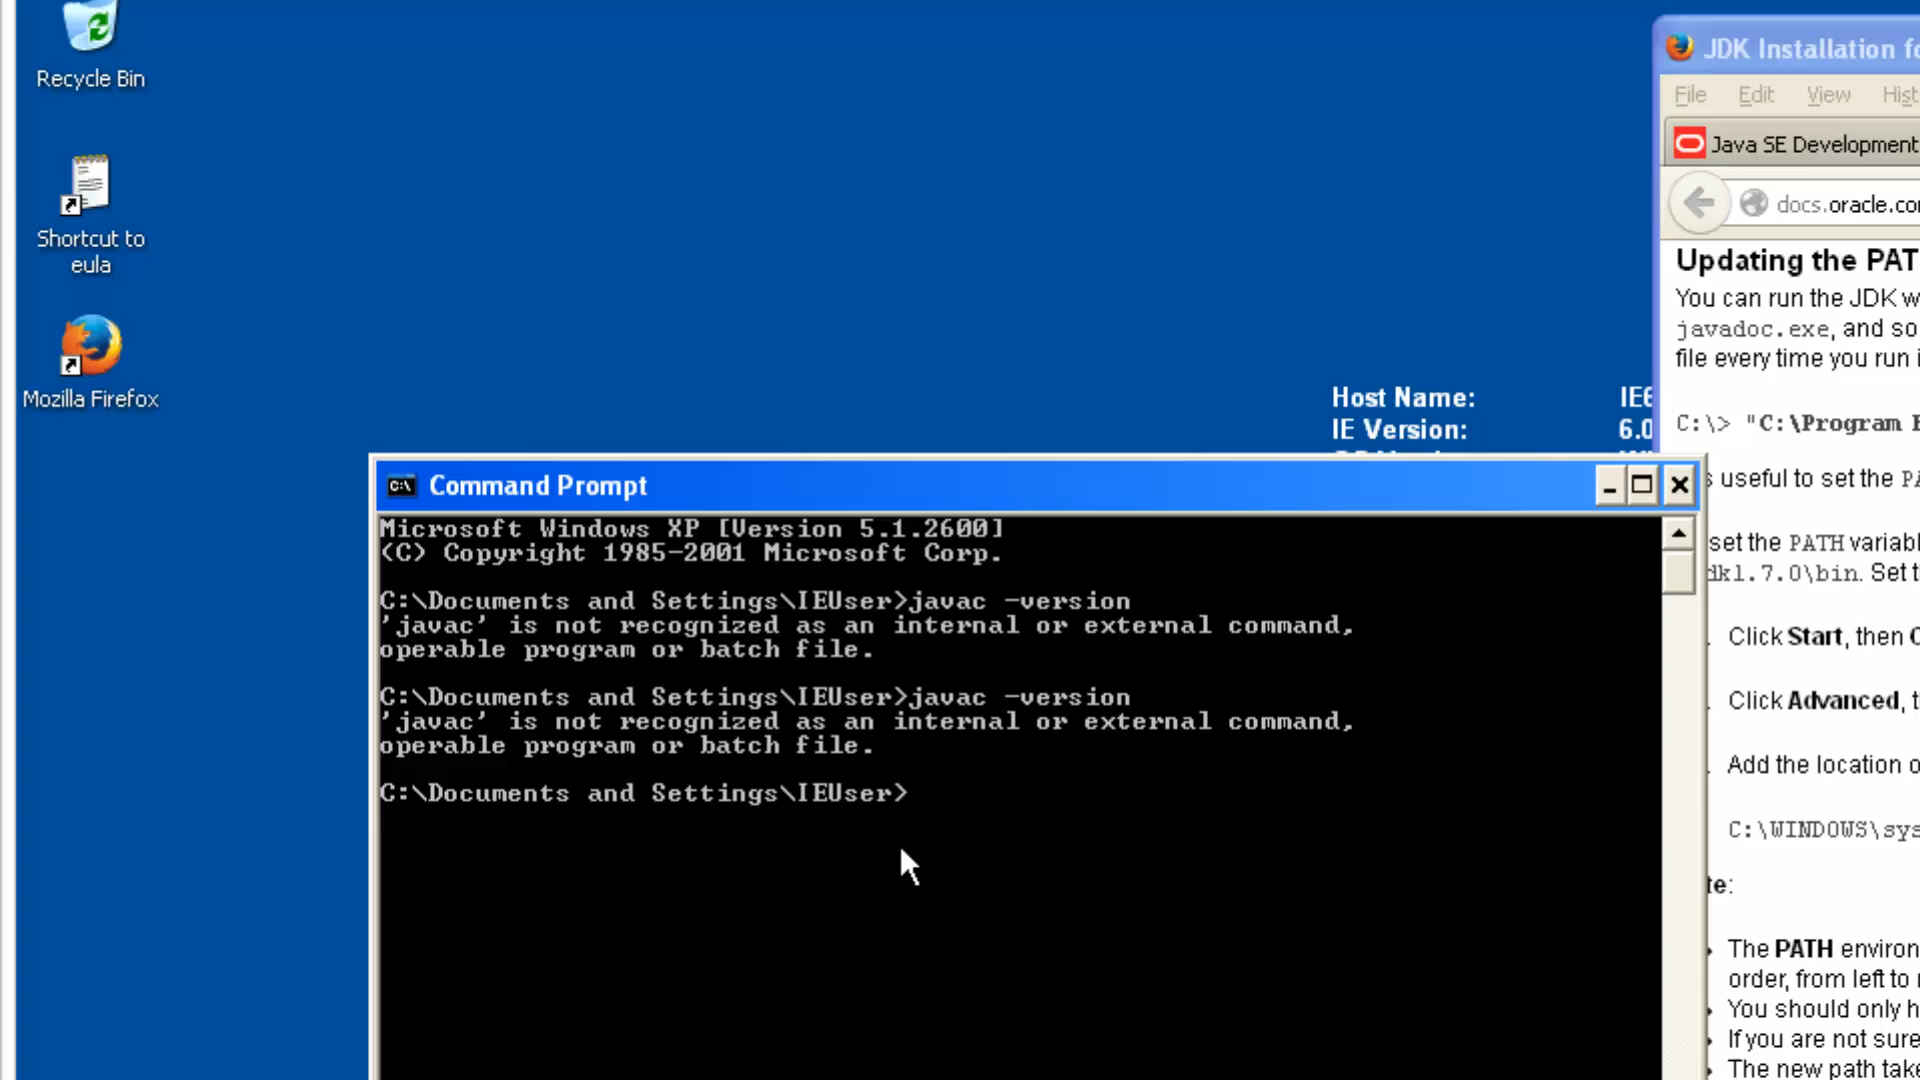 Recycle Bin
Shortcut to
eula
Mozilla Firefox
Host Name:
IE Version:
6.0
JDK Installation
File Edit View
Java SE Development
docs.oracle.co
Updating the
You can run the JDK
javadoc.exe, and so
file every time you run
C:\> "C:\Program
useful to set the
set the PATH
dk1.7.0\bin. Set
Click Start, then
Click Advanced,
Add the location
C:\WINDOWS\sys
te:
The PATH environ
order, from left to
You should only
If you are not sure
The new path take
Command Prompt
Microsoft Windows XP [Version 5.1.2600]
(C) Copyright 1985-2001 Microsoft Corp.
C:\Documents and Settings\IEUser>javac -version
'javac' is not recognized as an internal or external command,
operable program or batch file.
C:\Documents and Settings\IEUser>javac -version
'javac' is not recognized as an internal or external command,
operable program or batch file.
C:\Documents and Settings\IEUser>